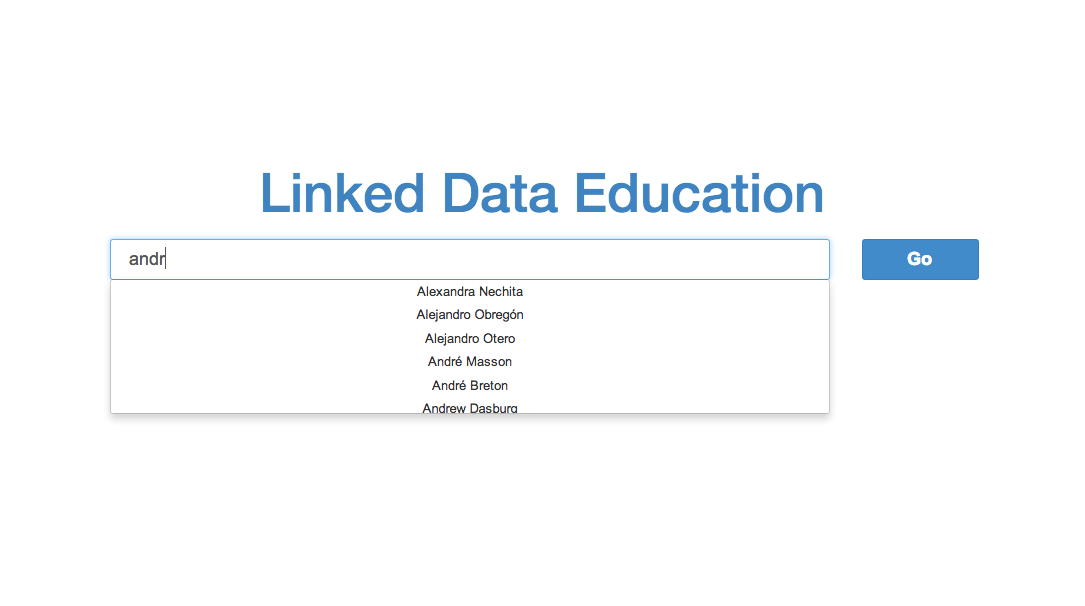 Linked Data Education
andr
Go
Alexandra Nechita
Alejandro Obregón
Alejandro Otero
André Masson
André Breton
Andrew Dasburg